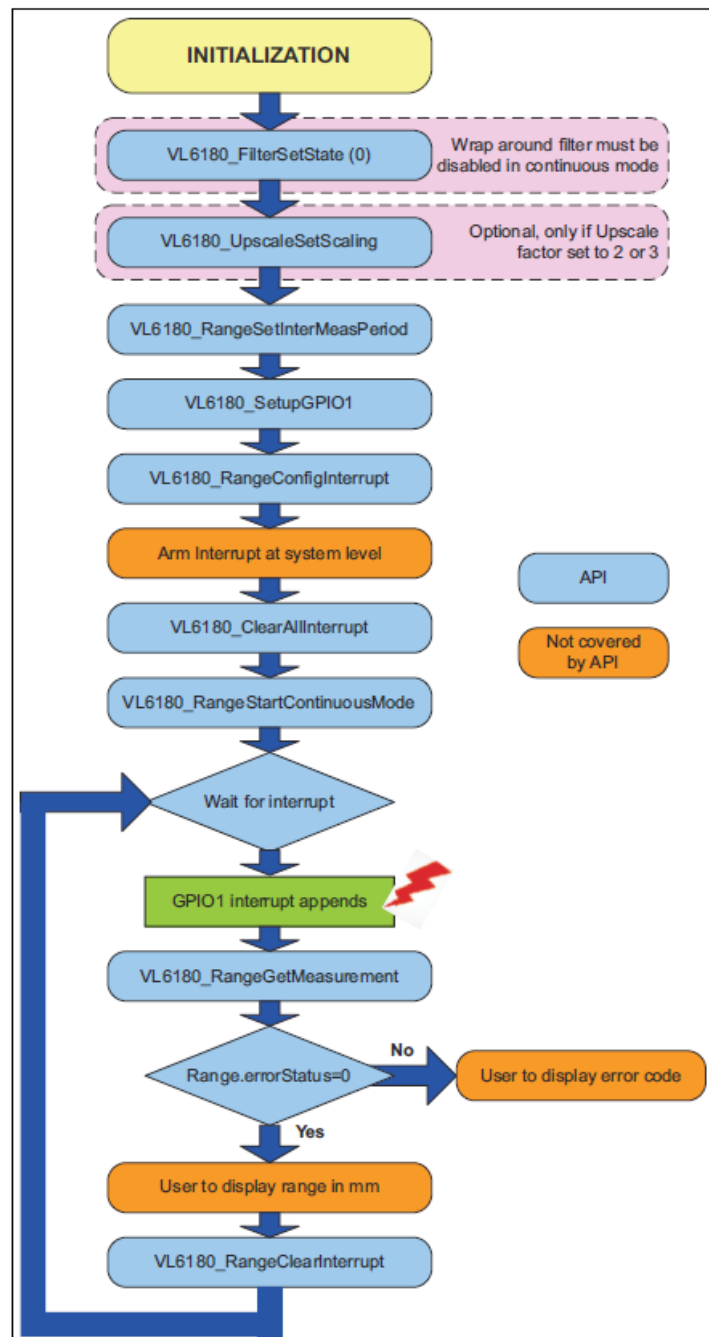 INITIALIZATION
VL6180_FilterSetState (0)
Wrap around filter must be
disabled in continuous mode
VL6180_UpscaleSetScaling
Optional, only if Upscale
factor set to 2 or 3
VL6180_RangeSetInterMeasPeriod
VL6180_SetupGPIO1
VL6180_RangeConfigInterrupt
Arm Interrupt at system level
API
VL6180_ClearAllInterrupt
Not covered
by API
VL6180_RangeStartContinuousMode
Wait for interrupt
GPIO1 interrupt appends
VL6180_RangeGetMeasurement
Range.errorStatus=0
No
User to display error code
Yes
User to display range in mm
VL6180_RangeClearInterrupt